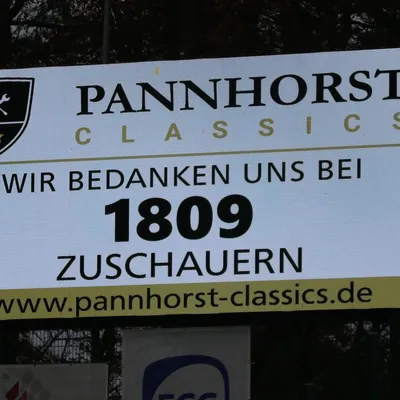 PANNHORST
CLASSICS
WIR BEDANKEN UNS BEI
1809
ZUSCHAUERN
www.pannhorst-classics.de